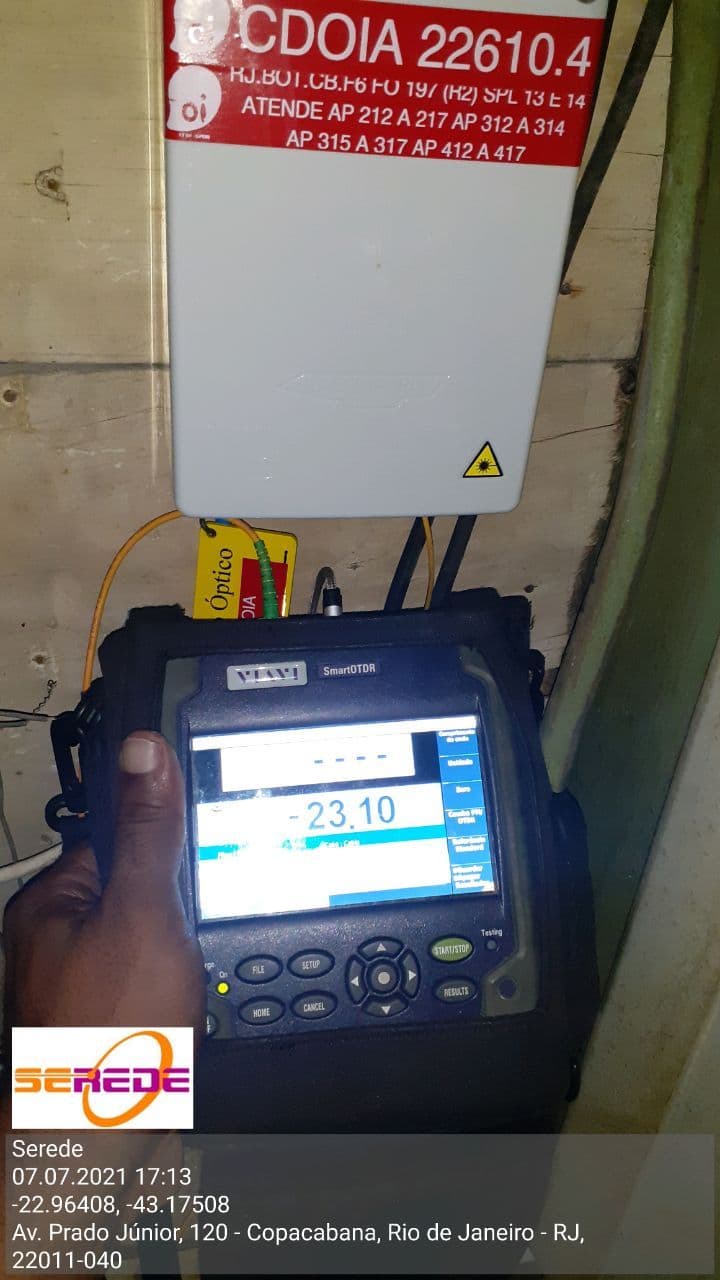 oi CDOIA 22610.4
oi RJ.BOT.CB.F6 FO 197 (R2) SPL 13 E 14
ATENDE AP 212 A 217 AP 312 A 314
AP 315 A 317 AP 412 A 417
Óptico
OIA
VIAVI SmartOTDR
----
-23.10
Testing
On
FILE
SETUP
START/STOP
HOME
CANCEL
RESULTS
SEREDE
Serede
07.07.2021 17:13
-22.96408, -43.17508
Av. Prado Júnior, 120 - Copacabana, Rio de Janeiro - RJ,
22011-040